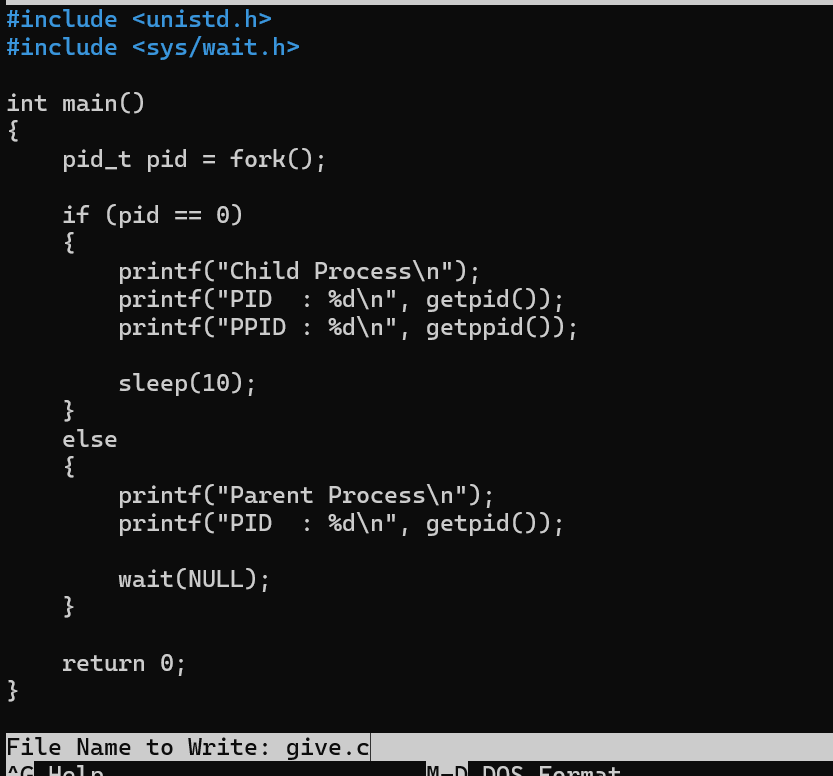 #include <unistd.h>
#include <sys/wait.h>

int main()
{
    pid_t pid = fork();

    if (pid == 0)
    {
        printf("Child Process\n");
        printf("PID  : %d\n", getpid());
        printf("PPID : %d\n", getppid());

        sleep(10);
    }
    else
    {
        printf("Parent Process\n");
        printf("PID  : %d\n", getpid());

        wait(NULL);
    }

    return 0;
}
File Name to Write: give.c
^G Help M-D DOS Format